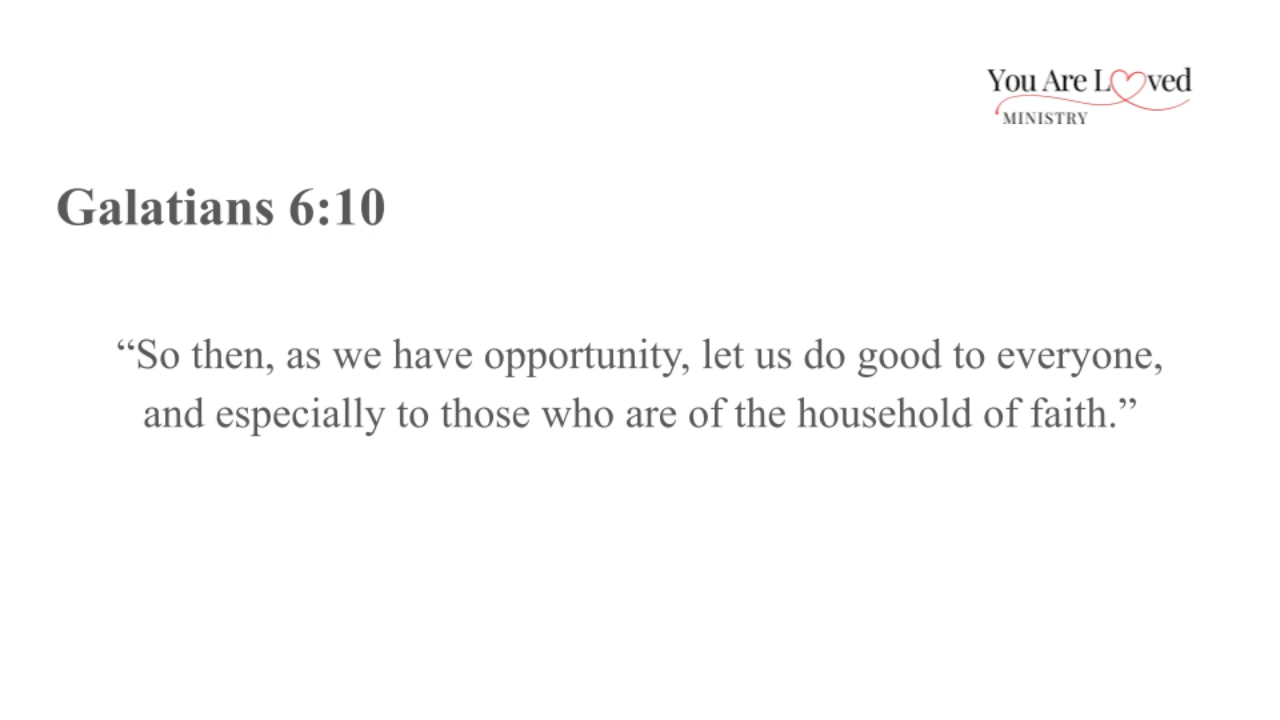 You Are Loved
MINISTRY
Galatians 6:10
“So then, as we have opportunity, let us do good to everyone,
and especially to those who are of the household of faith.”